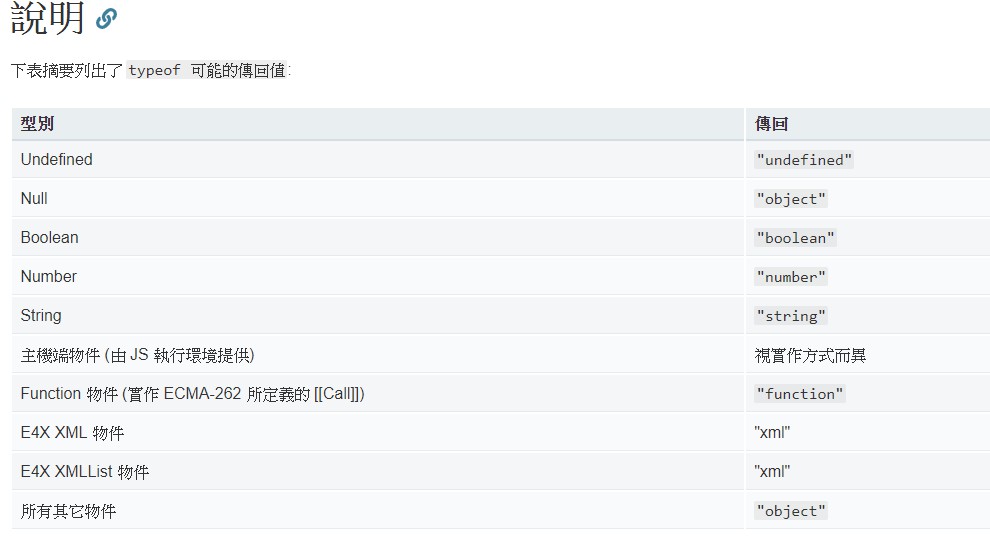 說明
下表摘要列出了 typeof 可能的傳回值:
型別 傳回
Undefined "undefined"
Null "object"
Boolean "boolean"
Number "number"
String "string"
主機端物件 (由 JS 執行環境提供) 視實作方式而異
Function 物件 (實作 ECMA-262 所定義的 [[Call]]) "function"
E4X XML 物件 "xml"
E4X XMLList 物件 "xml"
所有其它物件 "object"